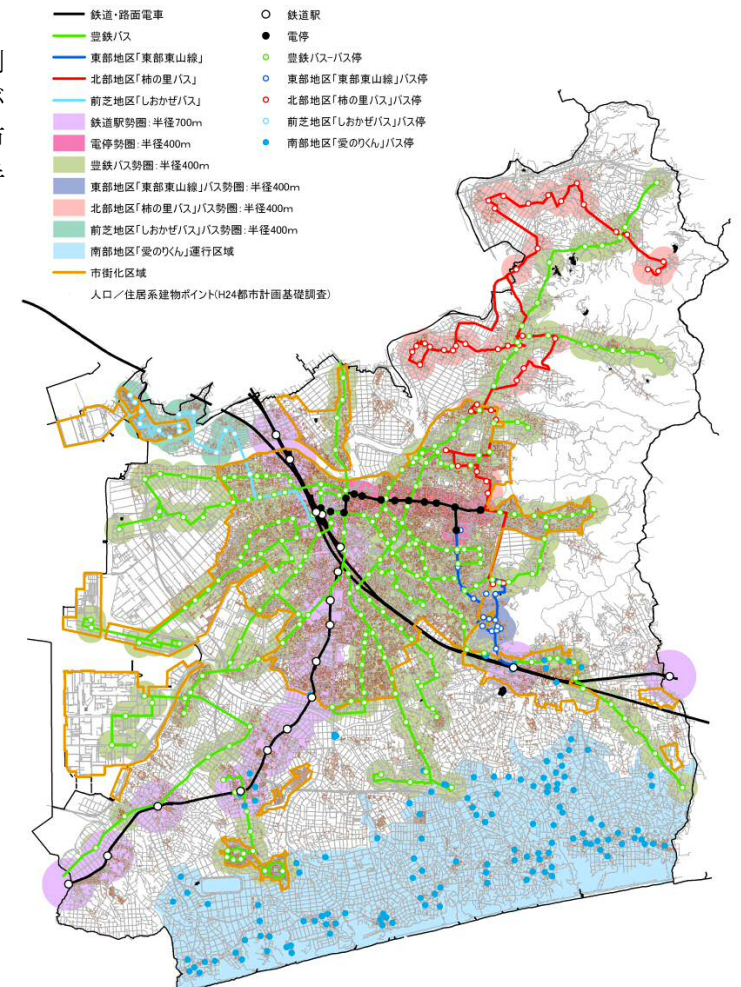 鉄道・路面電車
豊鉄バス
東部地区「東部東山線」
北部地区「柿の里バス」
前芝地区「しおかぜバス」
鉄道駅勢圏:半径700m
電停勢圏:半径400m
豊鉄バス勢圏:半径400m
東部地区「東部東山線」バス勢圏:半径400m
北部地区「柿の里バス」バス勢圏:半径400m
前芝地区「しおかぜバス」バス勢圏:半径400m
南部地区「愛のりくん」運行区域
市街化区域
人口/住居系建物ポイント(H24都市計画基礎調査)
鉄道駅
電停
豊鉄バス-バス停
東部地区「東部東山線」バス停
北部地区「柿の里バス」バス停
前芝地区「しおかぜバス」バス停
南部地区「愛のりくん」バス停